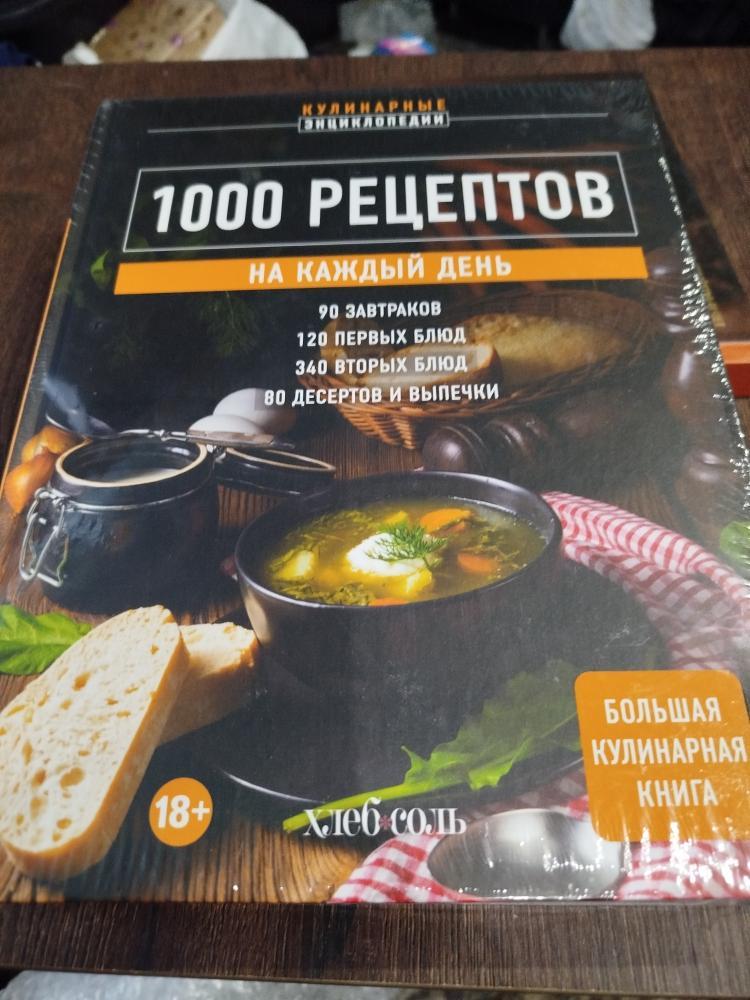 КУЛИНАРНЫЕ
ЭНЦИКЛОПЕДИИ
1000 РЕЦЕПТОВ
НА КАЖДЫЙ ДЕНЬ
90 ЗАВТРАКОВ
120 ПЕРВЫХ БЛЮД
340 ВТОРЫХ БЛЮД
80 ДЕСЕРТОВ И ВЫПЕЧКИ
БОЛЬШАЯ
КУЛИНАРНАЯ
КНИГА
18+
хлеб*соль